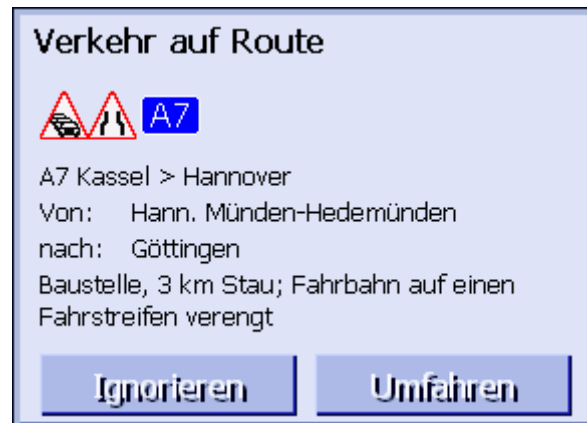 Verkehr auf Route
A7
A7 Kassel > Hannover
Von: Hann. Münden-Hedemünden
nach: Göttingen
Baustelle, 3 km Stau; Fahrbahn auf einen
Fahrstreifen verengt
Ignorieren Umfahren